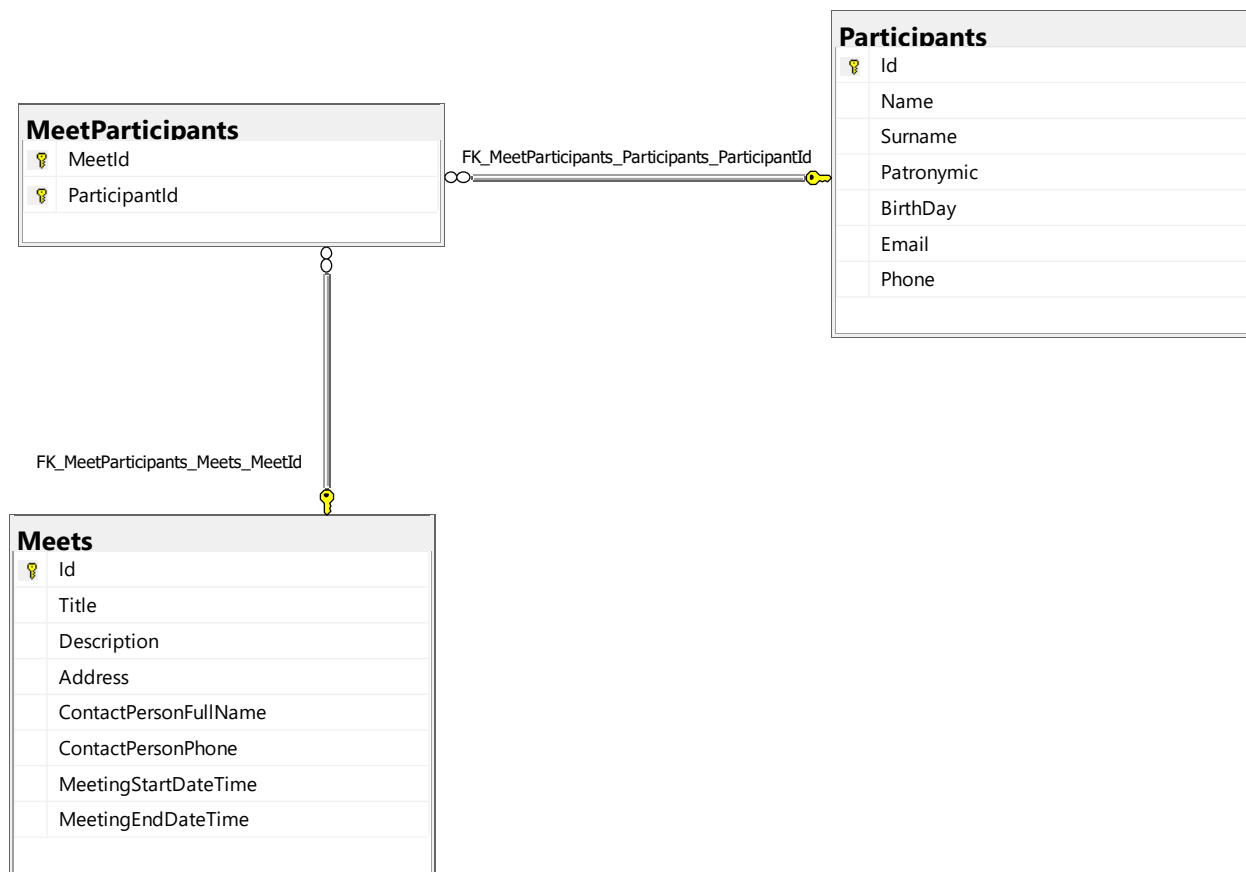 Participants
Id
Name
Surname
Patronymic
BirthDay
Email
Phone
MeetParticipants
MeetId
ParticipantId
FK_MeetParticipants_Participants_ParticipantId
FK_MeetParticipants_Meets_MeetId
Meets
Id
Title
Description
Address
ContactPersonFullName
ContactPersonPhone
MeetingStartDateTime
MeetingEndDateTime